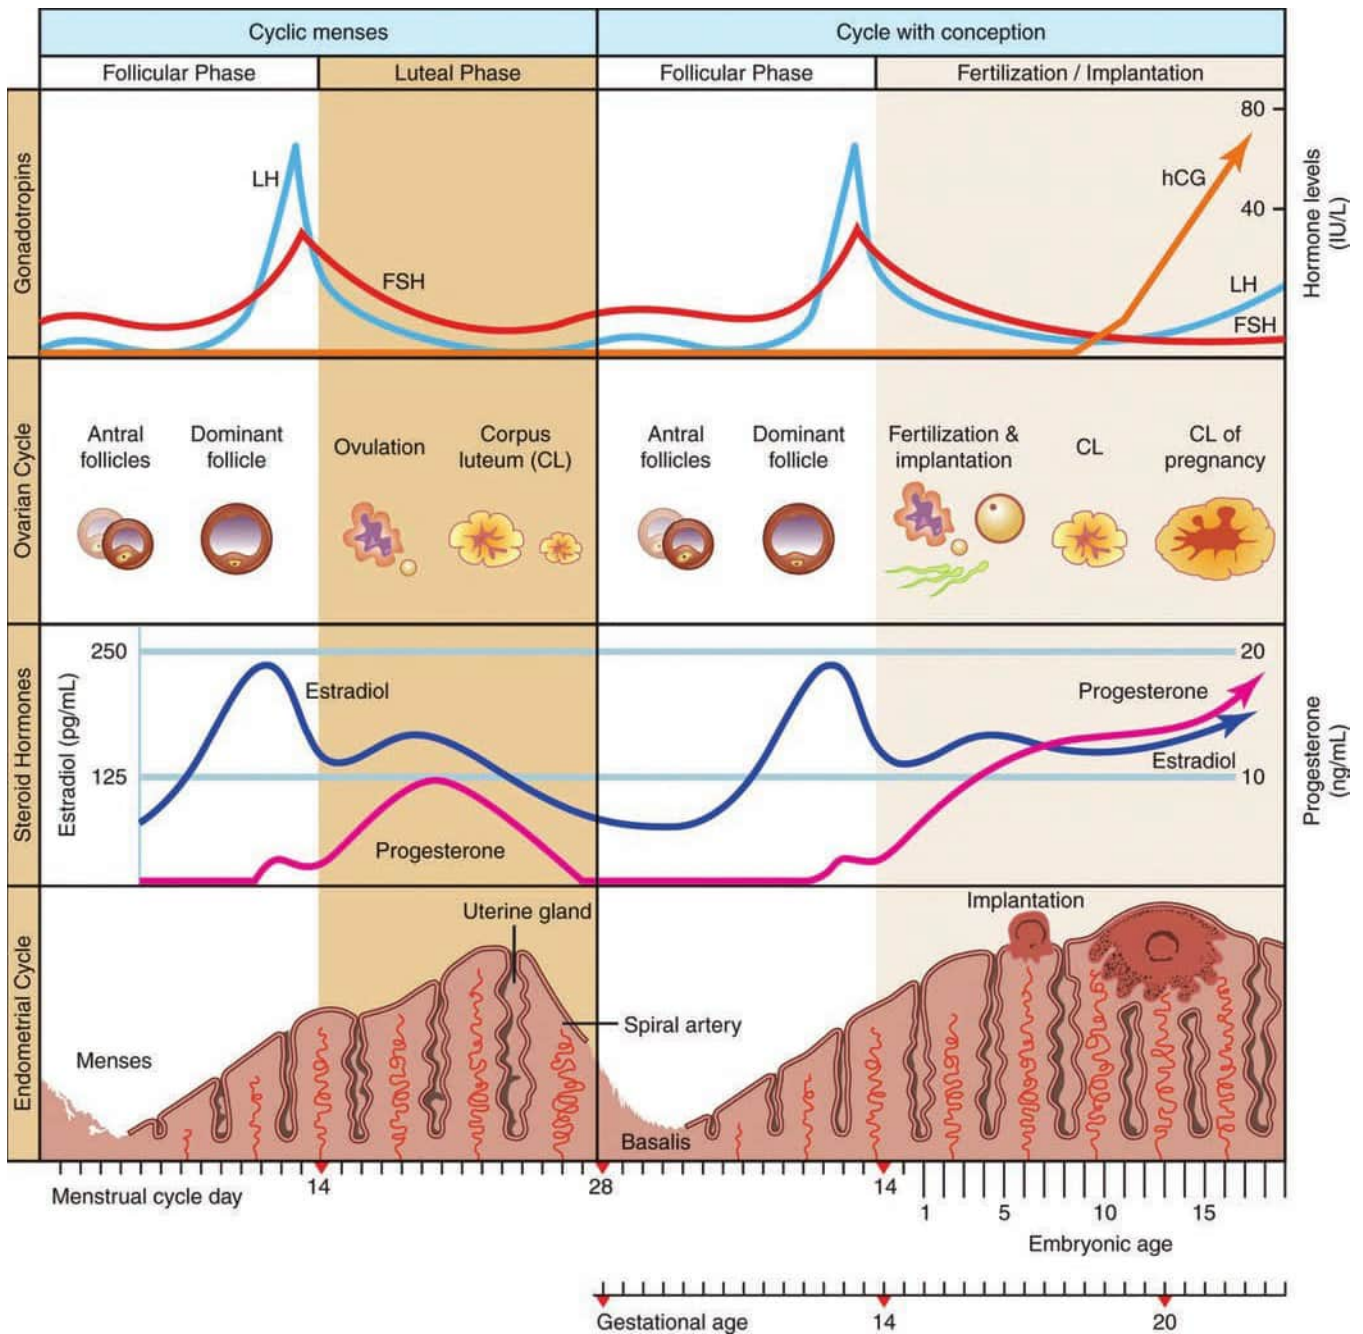 Cyclic menses
Cycle with conception
Follicular Phase
Luteal Phase
Follicular Phase
Fertilization / Implantation
Gonadotropins
LH
FSH
hCG
LH
FSH
80
40
Hormone levels
(IU/L)
Ovarian Cycle
Antral
follicles
Dominant
follicle
Ovulation
Corpus
luteum (CL)
Antral
follicles
Dominant
follicle
Fertilization &
implantation
CL
CL of
pregnancy
Steroid Hormones
Estradiol (pg/mL)
250
125
Estradiol
Progesterone
Progesterone
Estradiol
20
10
Progesterone
(ng/mL)
Endometrial Cycle
Menses
Uterine gland
Spiral artery
Basalis
Implantation
Menstrual cycle day
14
28
14
1
5
10
15
Embryonic age
Gestational age
14
20